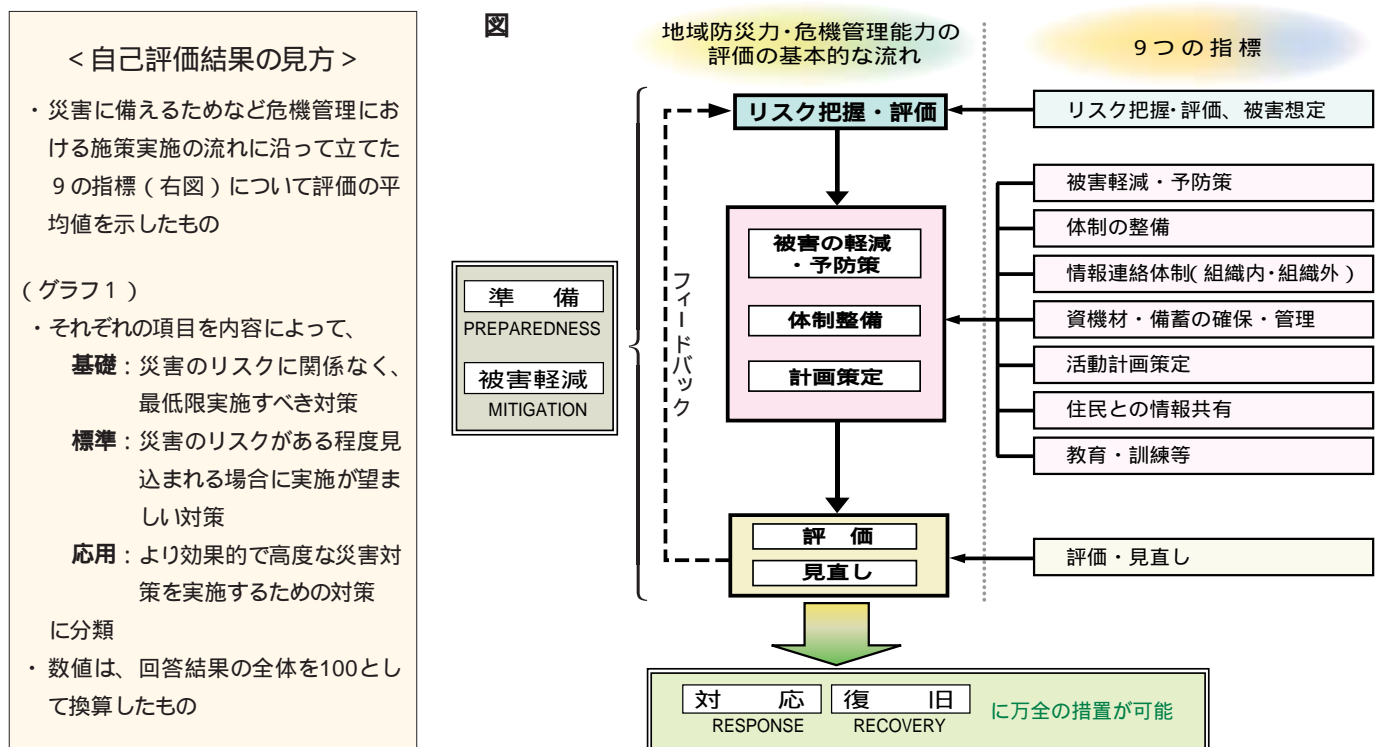 ＜自己評価結果の見方＞
・災害に備えるためなど危機管理にお
ける施策実施の流れに沿って立てた
９の指標（右図）について評価の平
均値を示したもの
（グラフ１）
・それぞれの項目を内容によって、
基礎：災害のリスクに関係なく、
最低限実施すべき対策
標準：災害のリスクがある程度見
込まれる場合に実施が望ま
しい対策
応用：より効果的で高度な災害対
策を実施するための対策
に分類
・数値は、回答結果の全体を100とし
て換算したもの
図
地域防災力・危機管理能力の
評価の基本的な流れ
９つの指標
準　備
PREPAREDNESS
被害軽減
MITIGATION
フィードバック
リスク把握・評価
被害の軽減
・予防策
体制整備
計画策定
評　価
見直し
リスク把握・評価、被害想定
被害軽減・予防策
体制の整備
情報連絡体制（組織内・組織外）
資機材・備蓄の確保・管理
活動計画策定
住民との情報共有
教育・訓練等
評価・見直し
対　応　復　旧　に万全の措置が可能
RESPONSE　RECOVERY